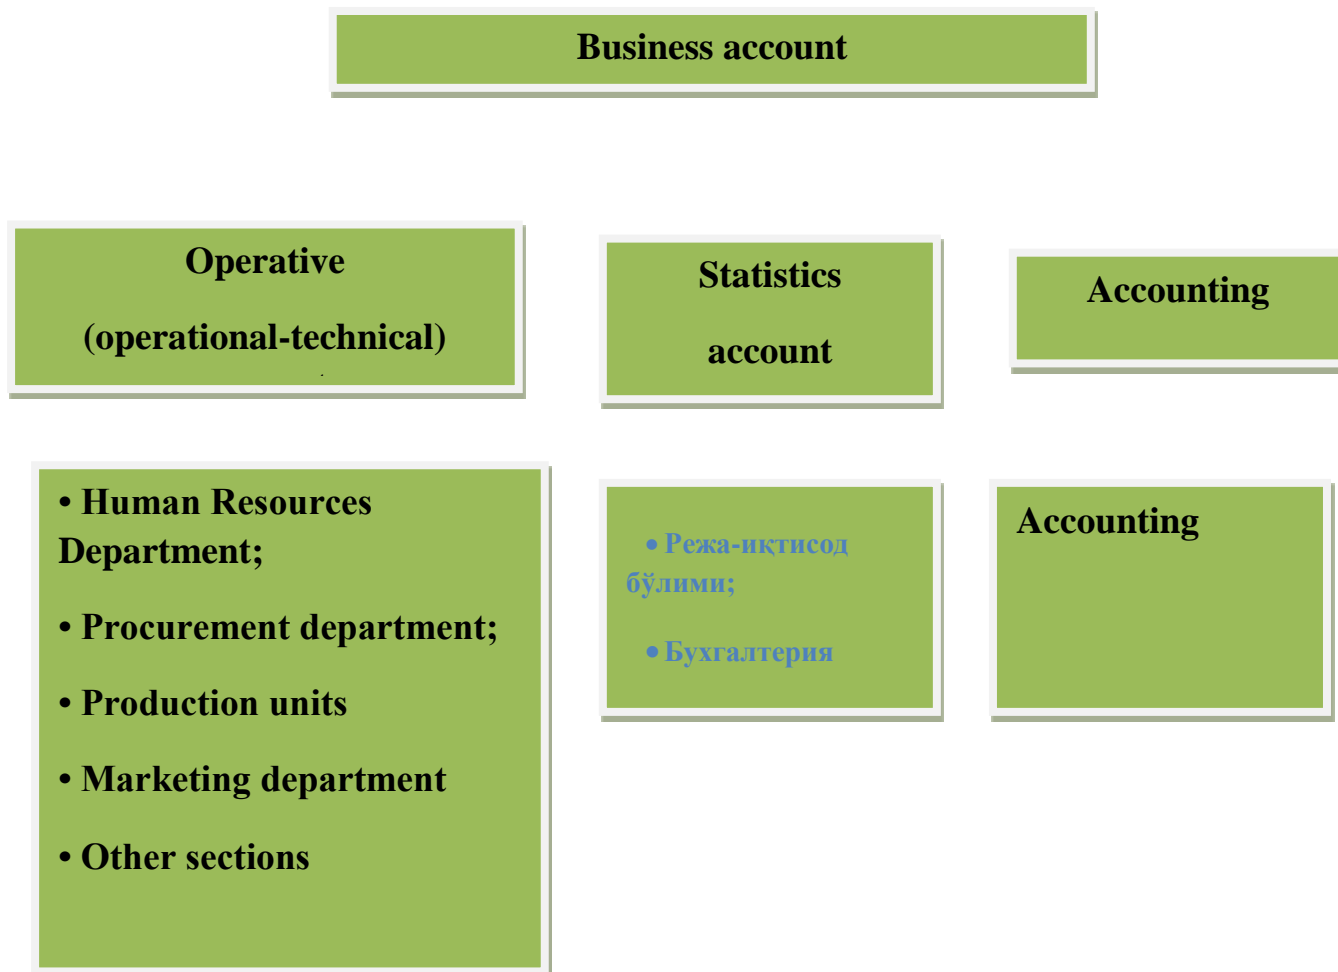 Business account
Operative
(operational-technical)
Statistics
account
Accounting
• Human Resources
Department;
• Procurement department;
• Production units
• Marketing department
• Other sections
• Режа-иқтисод
бўлими;
• Бухгалтерия
Accounting